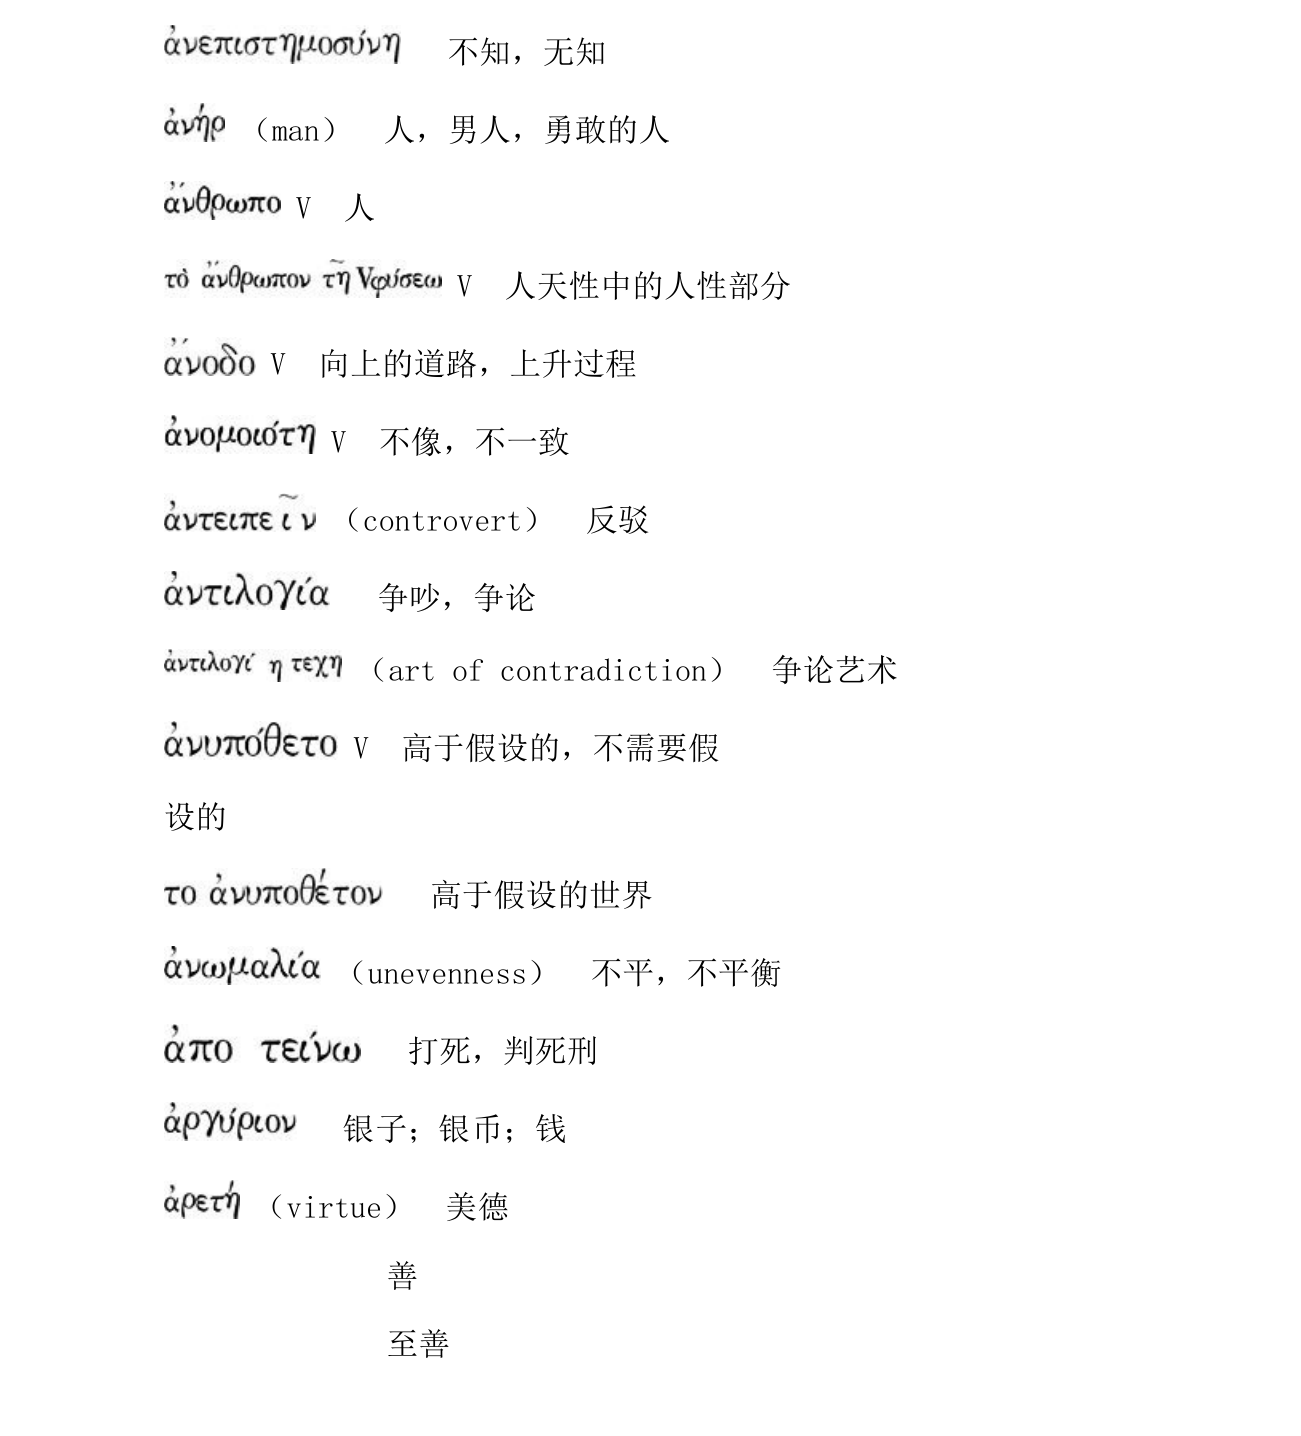 ἀνεπιστημοσύνη 不知，无知
ἀνήρ （man） 人，男人，勇敢的人
ἄνθρωπο V 人
τὸ ἄνθρωπον τῆ Vφύσεω V 人天性中的人性部分
ἄνοδο V 向上的道路，上升过程
ἀνομοιότη V 不像，不一致
ἀντειπεῖν （controvert） 反驳
ἀντιλογία 争吵，争论
ἀντιλογί η τεχη （art of contradiction） 争论艺术
ἀνυπόθετο V 高于假设的，不需要假
设的
το ἀνυποθέτον 高于假设的世界
ἀνωμαλία （unevenness） 不平，不平衡
ἀπο τείνω 打死，判死刑
ἀργύριον 银子；银币；钱
ἀρετή （virtue） 美德
善
至善